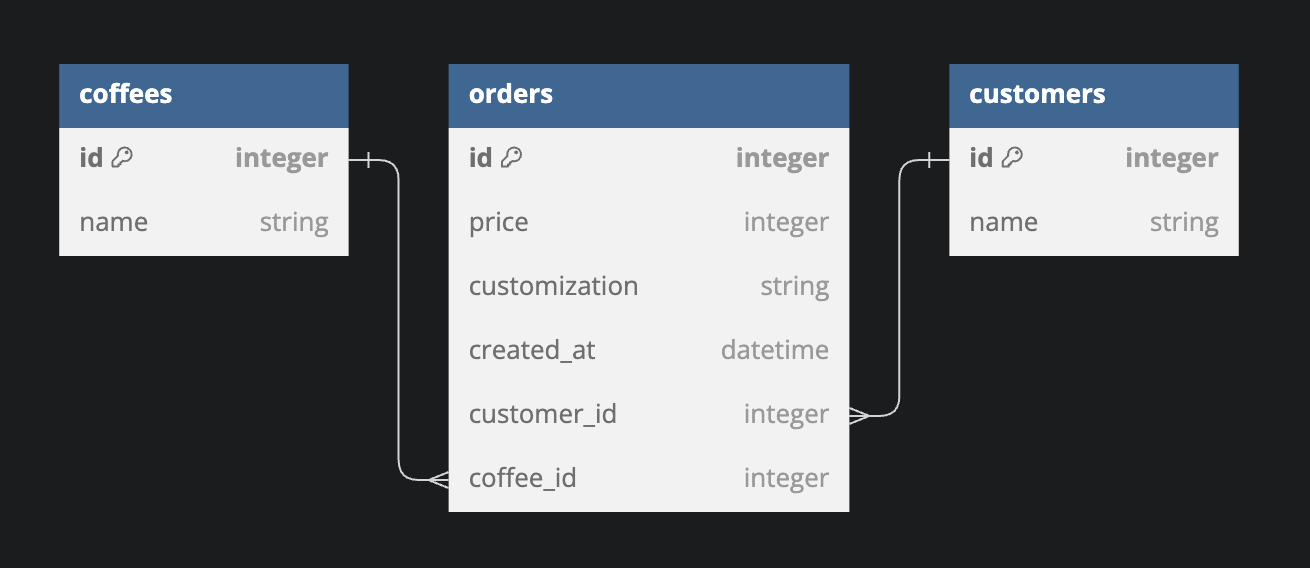 coffees
id integer
name string
orders
id integer
price integer
customization string
created_at datetime
customer_id integer
coffee_id integer
customers
id integer
name string